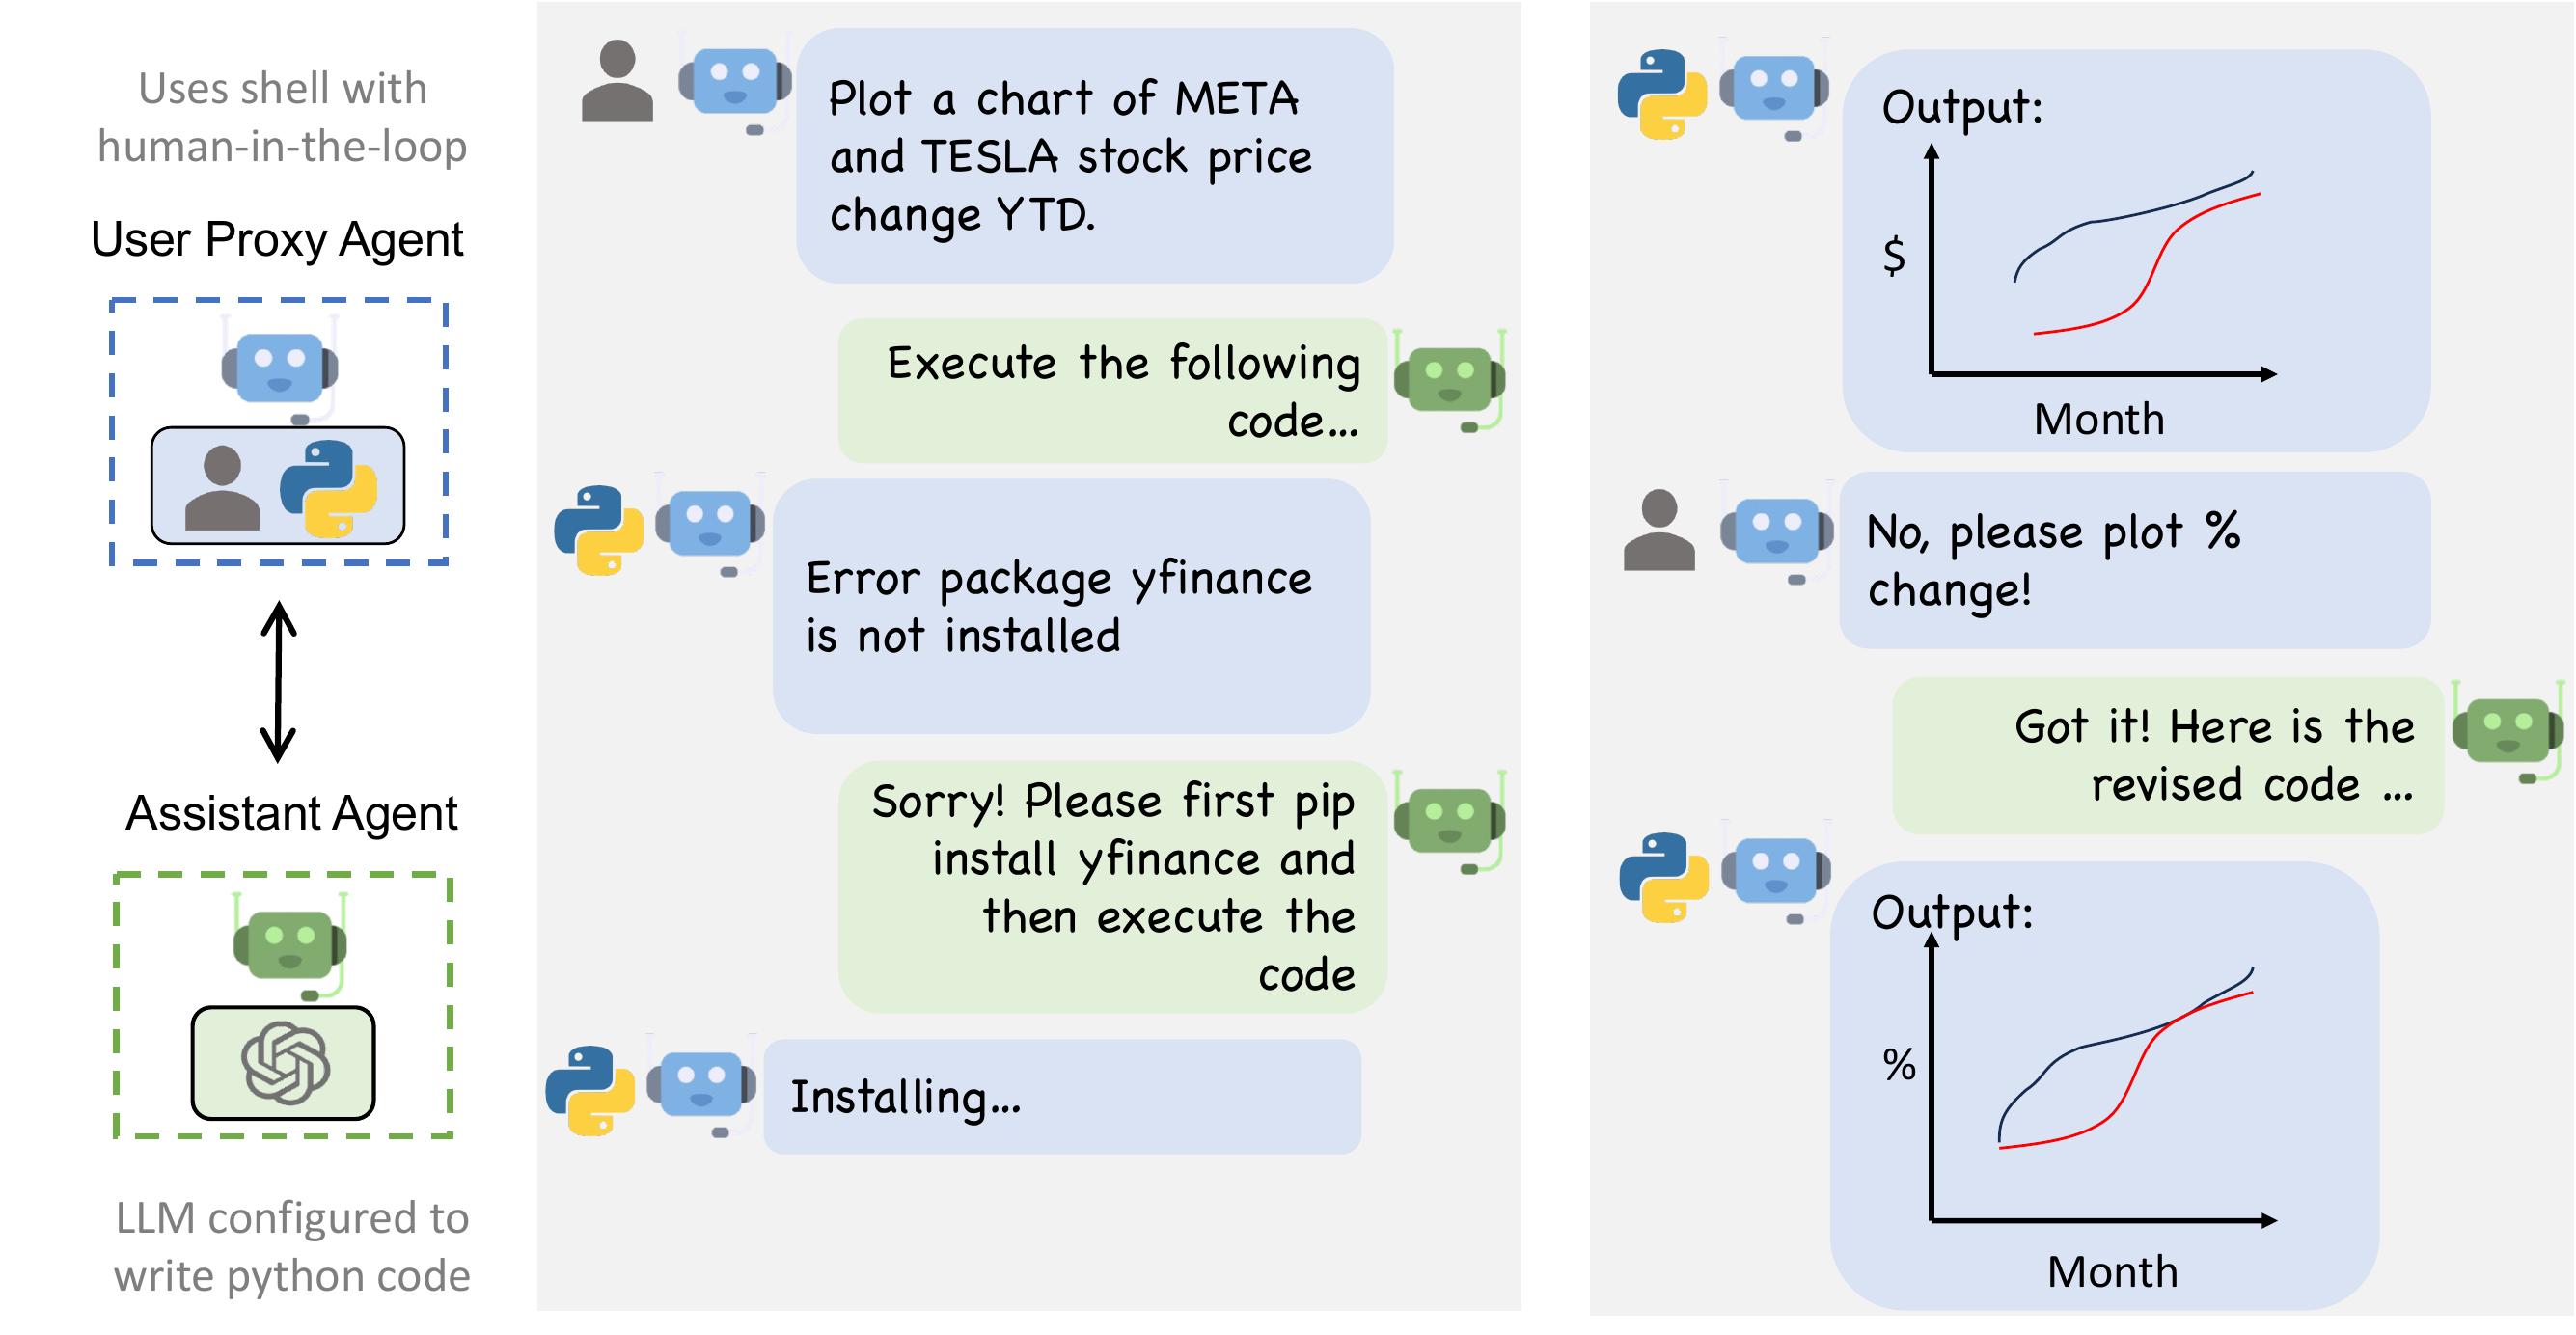 Uses shell with
human-in-the-loop
User Proxy Agent
Assistant Agent
LLM configured to
write python code
Plot a chart of META
and TESLA stock price
change YTD.
Execute the following
code...
Error package yfinance
is not installed
Sorry! Please first pip
install yfinance and
then execute the
code
Installing...
Output:
$
Month
No, please plot %
change!
Got it! Here is the
revised code ...
Output:
%
Month